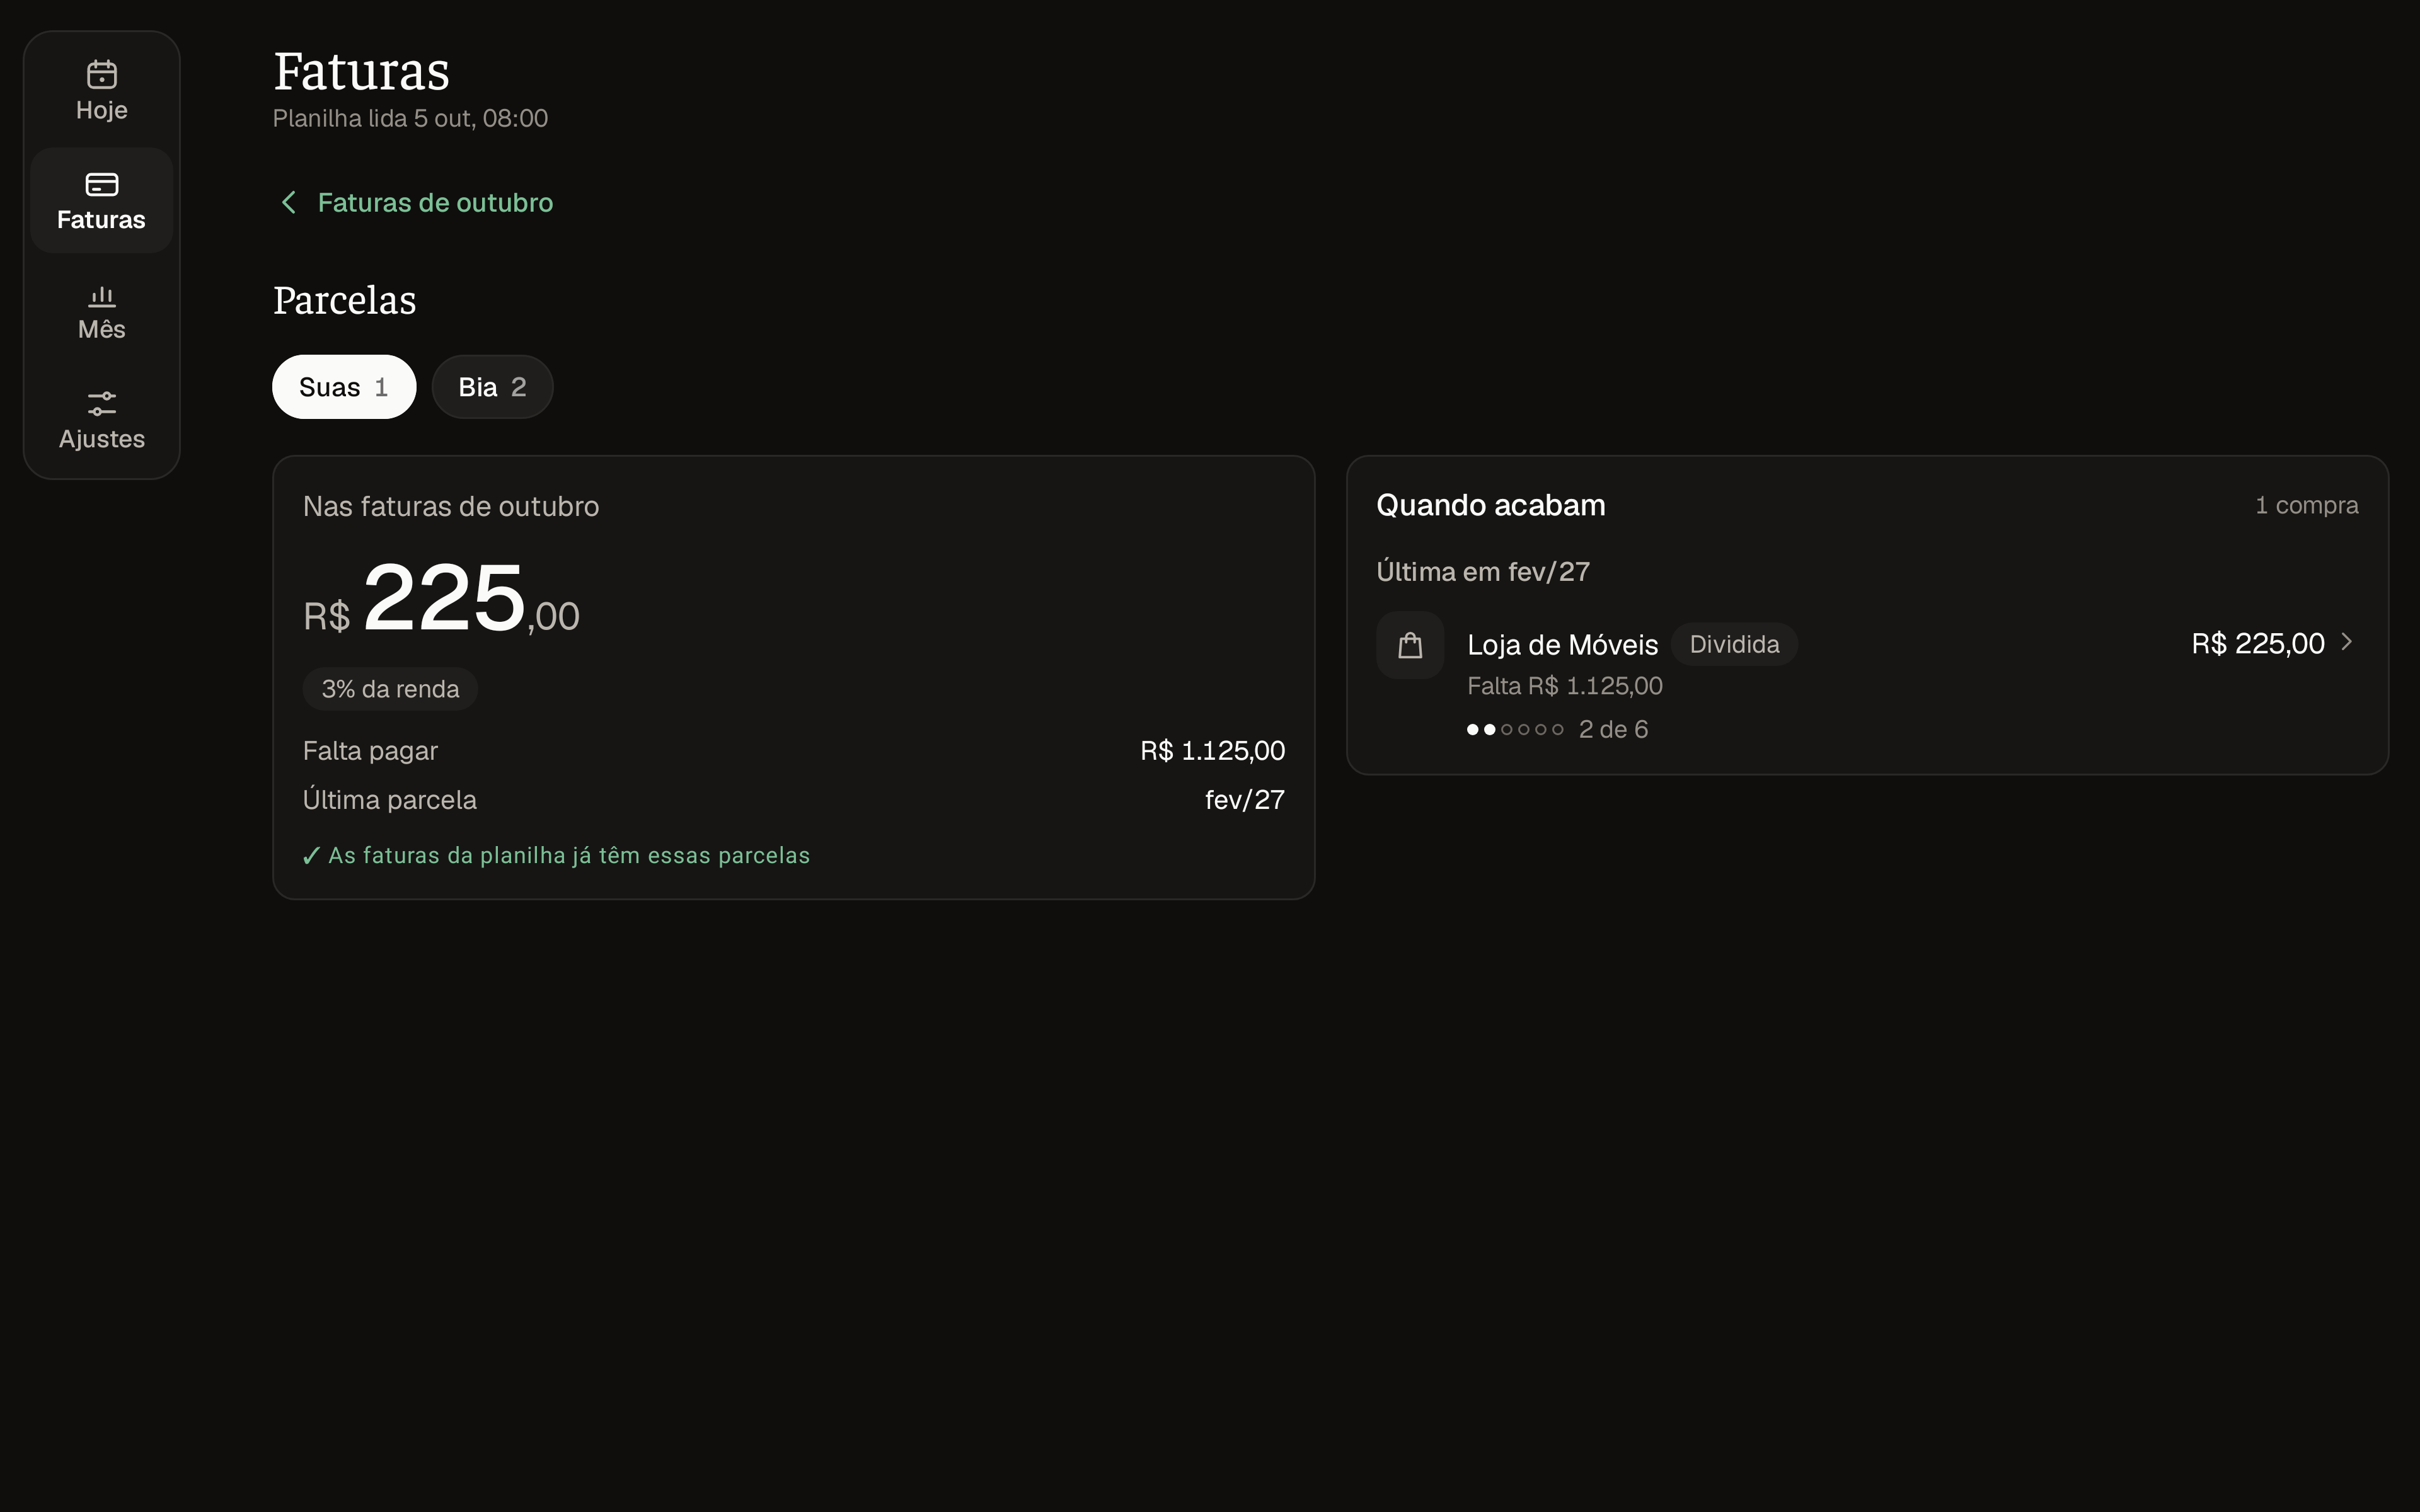 Hoje
Faturas
Mês
Ajustes
Faturas
Planilha lida 5 out, 08:00
Faturas de outubro
Parcelas
Suas 1
Bia 2
Nas faturas de outubro
R$ 225,00
3% da renda
Falta pagar R$ 1.125,00
Última parcela fev/27
✓ As faturas da planilha já têm essas parcelas
Quando acabam 1 compra
Última em fev/27
Loja de Móveis Dividida R$ 225,00
Falta R$ 1.125,00
2 de 6